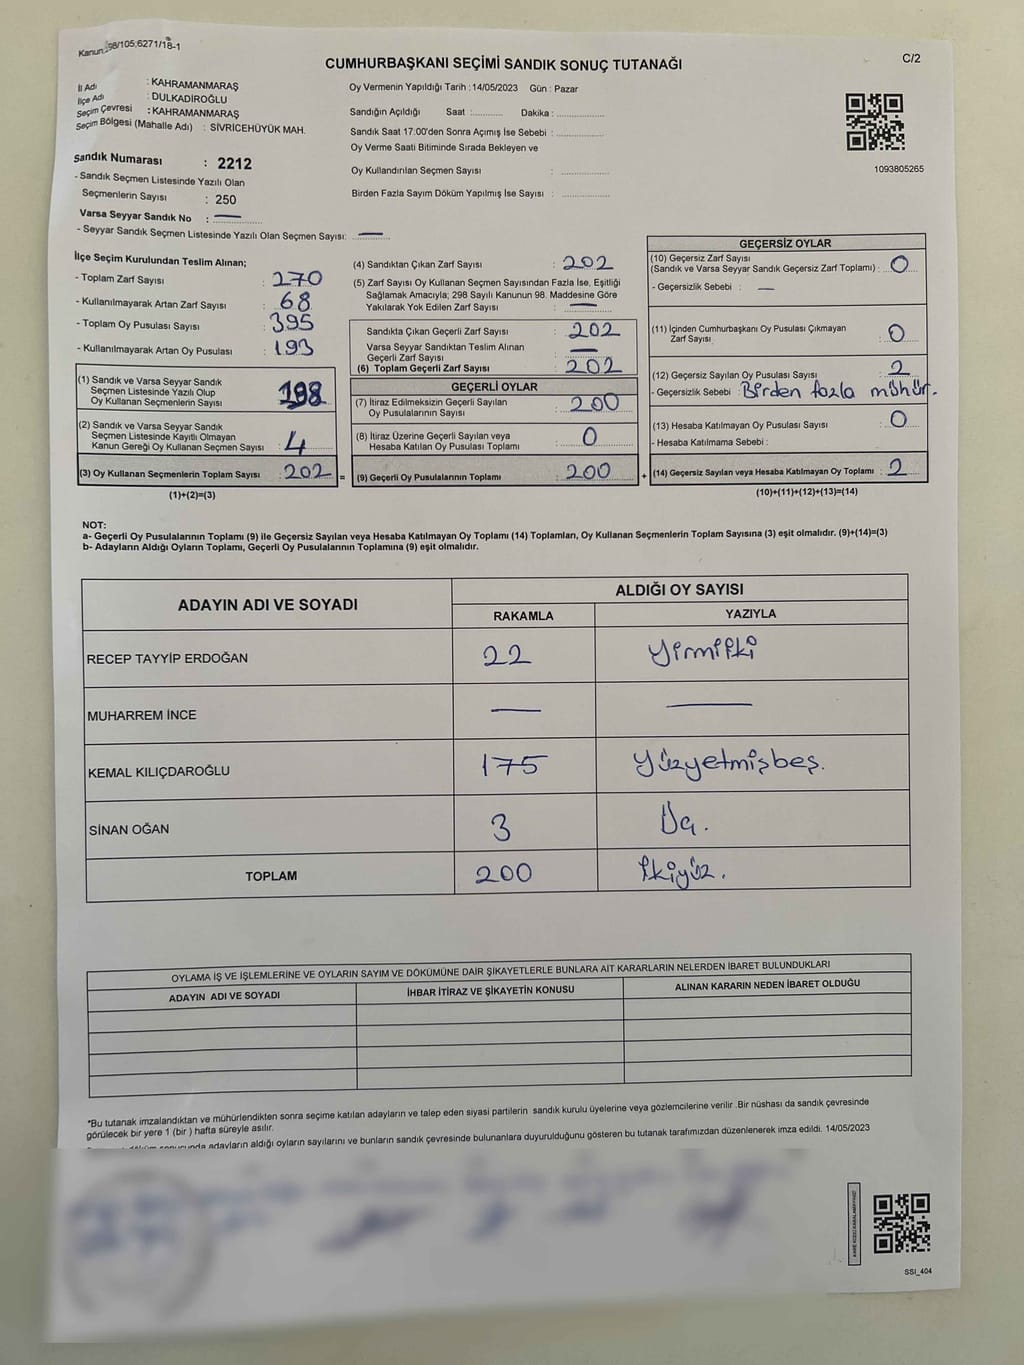 Kanun:298/105;6271/18-1
C/2
CUMHURBAŞKANI SEÇİMİ SANDIK SONUÇ TUTANAĞI
İl Adı : KAHRAMANMARAŞ
İlçe Adı : DULKADİROĞLU
Seçim Çevresi : KAHRAMANMARAŞ
Seçim Bölgesi (Mahalle Adı) : SİVRİCEHÜYÜK MAH.
Oy Vermenin Yapıldığı Tarih : 14/05/2023 Gün : Pazar
Sandığın Açıldığı Saat :........... Dakika :................
Sandık Saat 17:00'den Sonra Açımış İse Sebebi :................
Oy Verme Saati Bitiminde Sırada Bekleyen ve
Oy Kullandırılan Seçmen Sayısı : ................
Birden Fazla Sayım Döküm Yapılmış İse Sayısı : ................
1093805265
Sandık Numarası : 2212
- Sandık Seçmen Listesinde Yazılı Olan
Seçmenlerin Sayısı : 250
Varsa Seyyar Sandık No : —
- Seyyar Sandık Seçmen Listesinde Yazılı Olan Seçmen Sayısı: —
İlçe Seçim Kurulundan Teslim Alınan;
- Toplam Zarf Sayısı : 270
- Kullanılmayarak Artan Zarf Sayısı : 68
- Toplam Oy Pusulası Sayısı : 395
- Kullanılmayarak Artan Oy Pusulası : 193
(1) Sandık ve Varsa Seyyar Sandık
Seçmen Listesinde Yazılı Olup
Oy Kullanan Seçmenlerin Sayısı : 198
(2) Sandık ve Varsa Seyyar Sandık
Seçmen Listesinde Kayıtlı Olmayan
Kanun Gereği Oy Kullanan Seçmen Sayısı : 4
(3) Oy Kullanan Seçmenlerin Toplam Sayısı : 202 =
(1)+(2)=(3)
(4) Sandıktan Çıkan Zarf Sayısı : 202
(5) Zarf Sayısı Oy Kullanan Seçmen Sayısından Fazla İse, Eşitliği
Sağlamak Amacıyla; 298 Sayılı Kanunun 98. Maddesine Göre
Yakılarak Yok Edilen Zarf Sayısı : —
Sandıkta Çıkan Geçerli Zarf Sayısı : 202
Varsa Seyyar Sandıktan Teslim Alınan
Geçerli Zarf Sayısı : —
(6) Toplam Geçerli Zarf Sayısı : 202
GEÇERLİ OYLAR
(7) İtiraz Edilmeksizin Geçerli Sayılan
Oy Pusulalarının Sayısı : 200
(8) İtiraz Üzerine Geçerli Sayılan veya
Hesaba Katılan Oy Pusulası Toplamı : 0
(9) Geçerli Oy Pusulalarının Toplamı : 200 +
GEÇERSİZ OYLAR
(10) Geçersiz Zarf Sayısı
(Sandık ve Varsa Seyyar Sandık Geçersiz Zarf Toplamı) : 0
- Geçersizlik Sebebi : —
(11) İçinden Cumhurbaşkanı Oy Pusulası Çıkmayan
Zarf Sayısı : 0
(12) Geçersiz Sayılan Oy Pusulası Sayısı : 2
- Geçersizlik Sebebi : Birden fazla mühür.
(13) Hesaba Katılmayan Oy Pusulası Sayısı : 0
- Hesaba Katılmama Sebebi :
(14) Geçersiz Sayılan veya Hesaba Katılmayan Oy Toplamı : 2
(10)+(11)+(12)+(13)=(14)
NOT:
a- Geçerli Oy Pusulalarının Toplamı (9) ile Geçersiz Sayılan veya Hesaba Katılmayan Oy Toplamı (14) Toplamları, Oy Kullanan Seçmenlerin Toplam Sayısına (3) eşit olmalıdır. (9)+(14)=(3)
b- Adayların Aldığı Oyların Toplamı, Geçerli Oy Pusulalarının Toplamına (9) eşit olmalıdır.
ADAYIN ADI VE SOYADI
ALDIĞI OY SAYISI
RAKAMLA YAZIYLA
RECEP TAYYİP ERDOĞAN 22 Yirmiiki
MUHARREM İNCE — —
KEMAL KILIÇDAROĞLU 175 Yüzyetmişbeş.
SİNAN OĞAN 3 Üç.
TOPLAM 200 İkiyüz.
OYLAMA İŞ VE İŞLEMLERİNE VE OYLARIN SAYIM VE DÖKÜMÜNE DAİR ŞİKAYETLERLE BUNLARA AİT KARARLARIN NELERDEN İBARET BULUNDUKLARI
ADAYIN ADI VE SOYADI İHBAR İTİRAZ VE ŞİKAYETİN KONUSU ALINAN KARARIN NEDEN İBARET OLDUĞU
*Bu tutanak imzalandıktan ve mühürlendikten sonra seçime katılan adayların ve talep eden siyasi partilerin sandık kurulu üyelerine veya gözlemcilerine verilir .Bir nüshası da sandık çevresinde
görülecek bir yere 1 (bir ) hafta süreyle asılır.
adayların aldığı oyların sayılarını ve bunların sandık çevresinde bulunanlara duyurulduğunu gösteren bu tutanak tarafımızdan düzenlenerek imza edildi. 14/05/2023
SSI_404